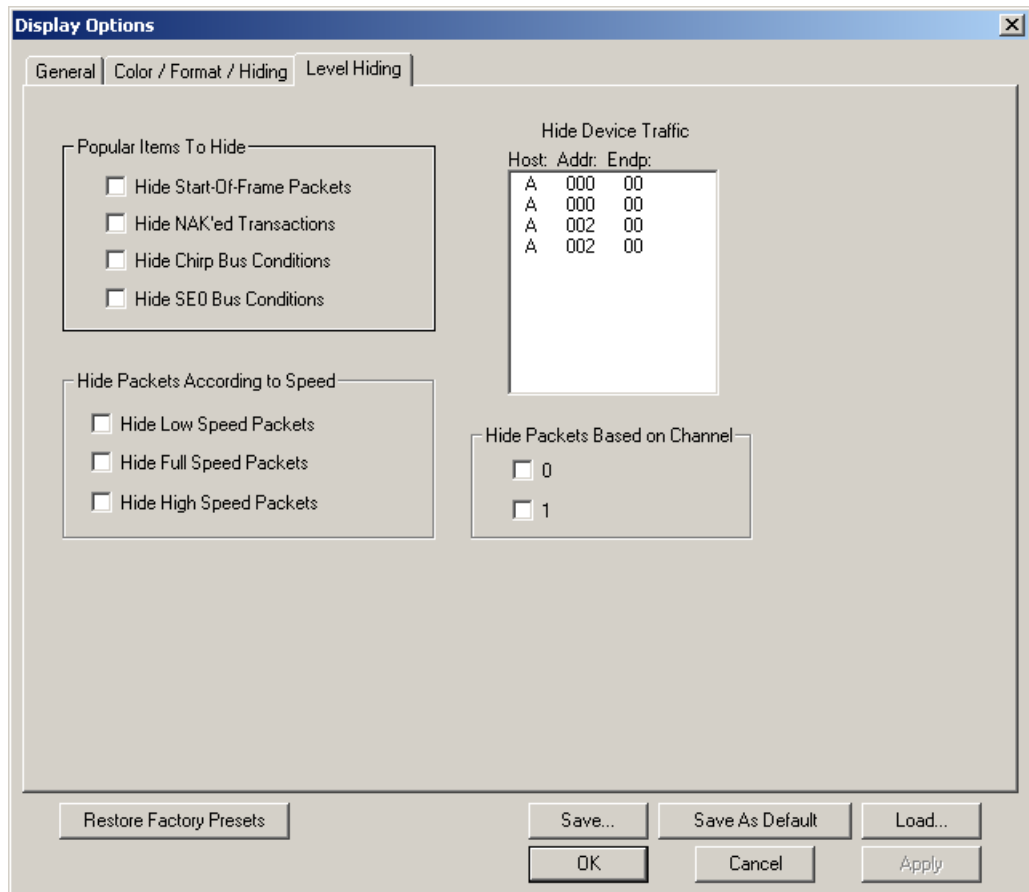 Display Options
General
Color / Format / Hiding
Level Hiding
Popular Items To Hide
Hide Start-Of-Frame Packets
Hide NAK'ed Transactions
Hide Chirp Bus Conditions
Hide SE0 Bus Conditions
Hide Device Traffic
Host: Addr: Endp:
A 000 00
A 000 00
A 002 00
A 002 00
Hide Packets According to Speed
Hide Low Speed Packets
Hide Full Speed Packets
Hide High Speed Packets
Hide Packets Based on Channel
0
1
Restore Factory Presets
Save...
Save As Default
Load...
OK
Cancel
Apply